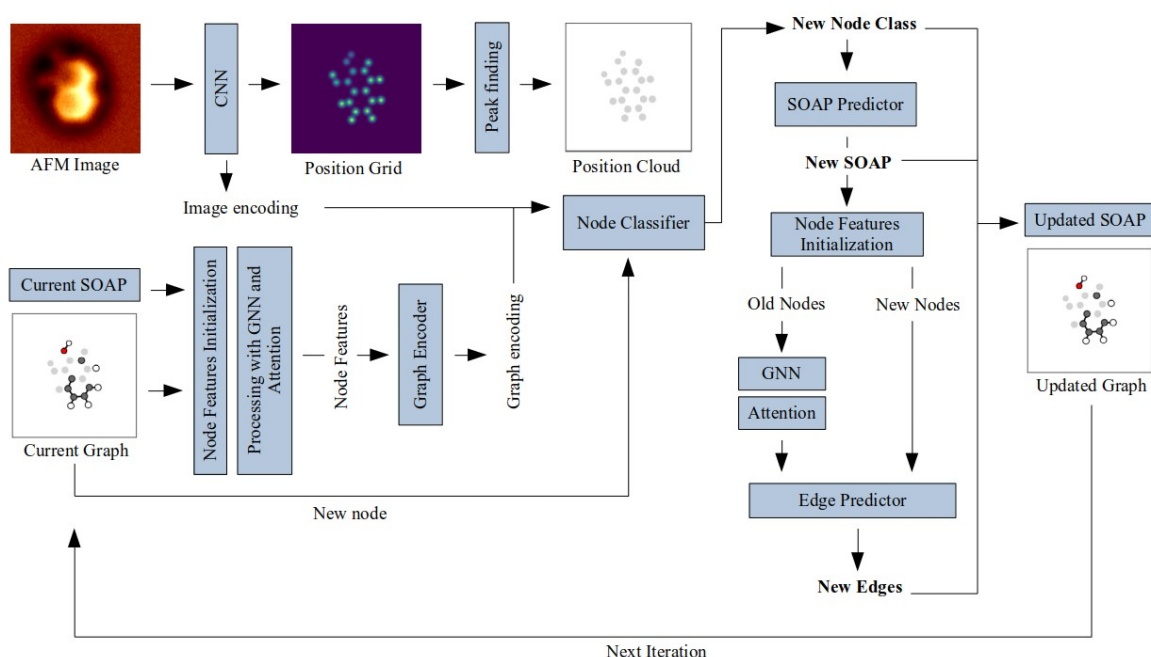 AFM Image
CNN
Position Grid
Peak finding
Position Cloud
Image encoding
Current SOAP
Current Graph
Node Features Initialization
Processing with GNN and
Attention
Node Features
Graph Encoder
Graph encoding
Node Classifier
New node
New Node Class
SOAP Predictor
New SOAP
Node Features
Initialization
Old Nodes
New Nodes
GNN
Attention
Edge Predictor
New Edges
Updated SOAP
Updated Graph
Next Iteration